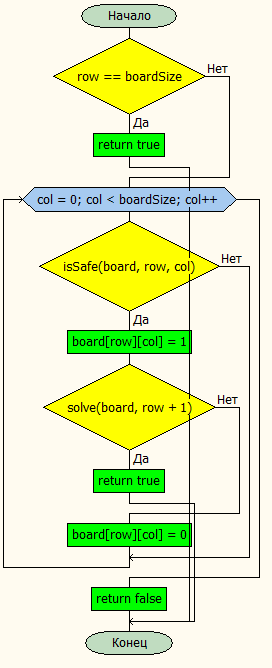 Начало
row == boardSize
Нет
Да
return true
col = 0; col < boardSize; col++
isSafe(board, row, col)
Нет
Да
board[row][col] = 1
Нет
solve(board, row + 1)
Да
return true
board[row][col] = 0
return false
Конец